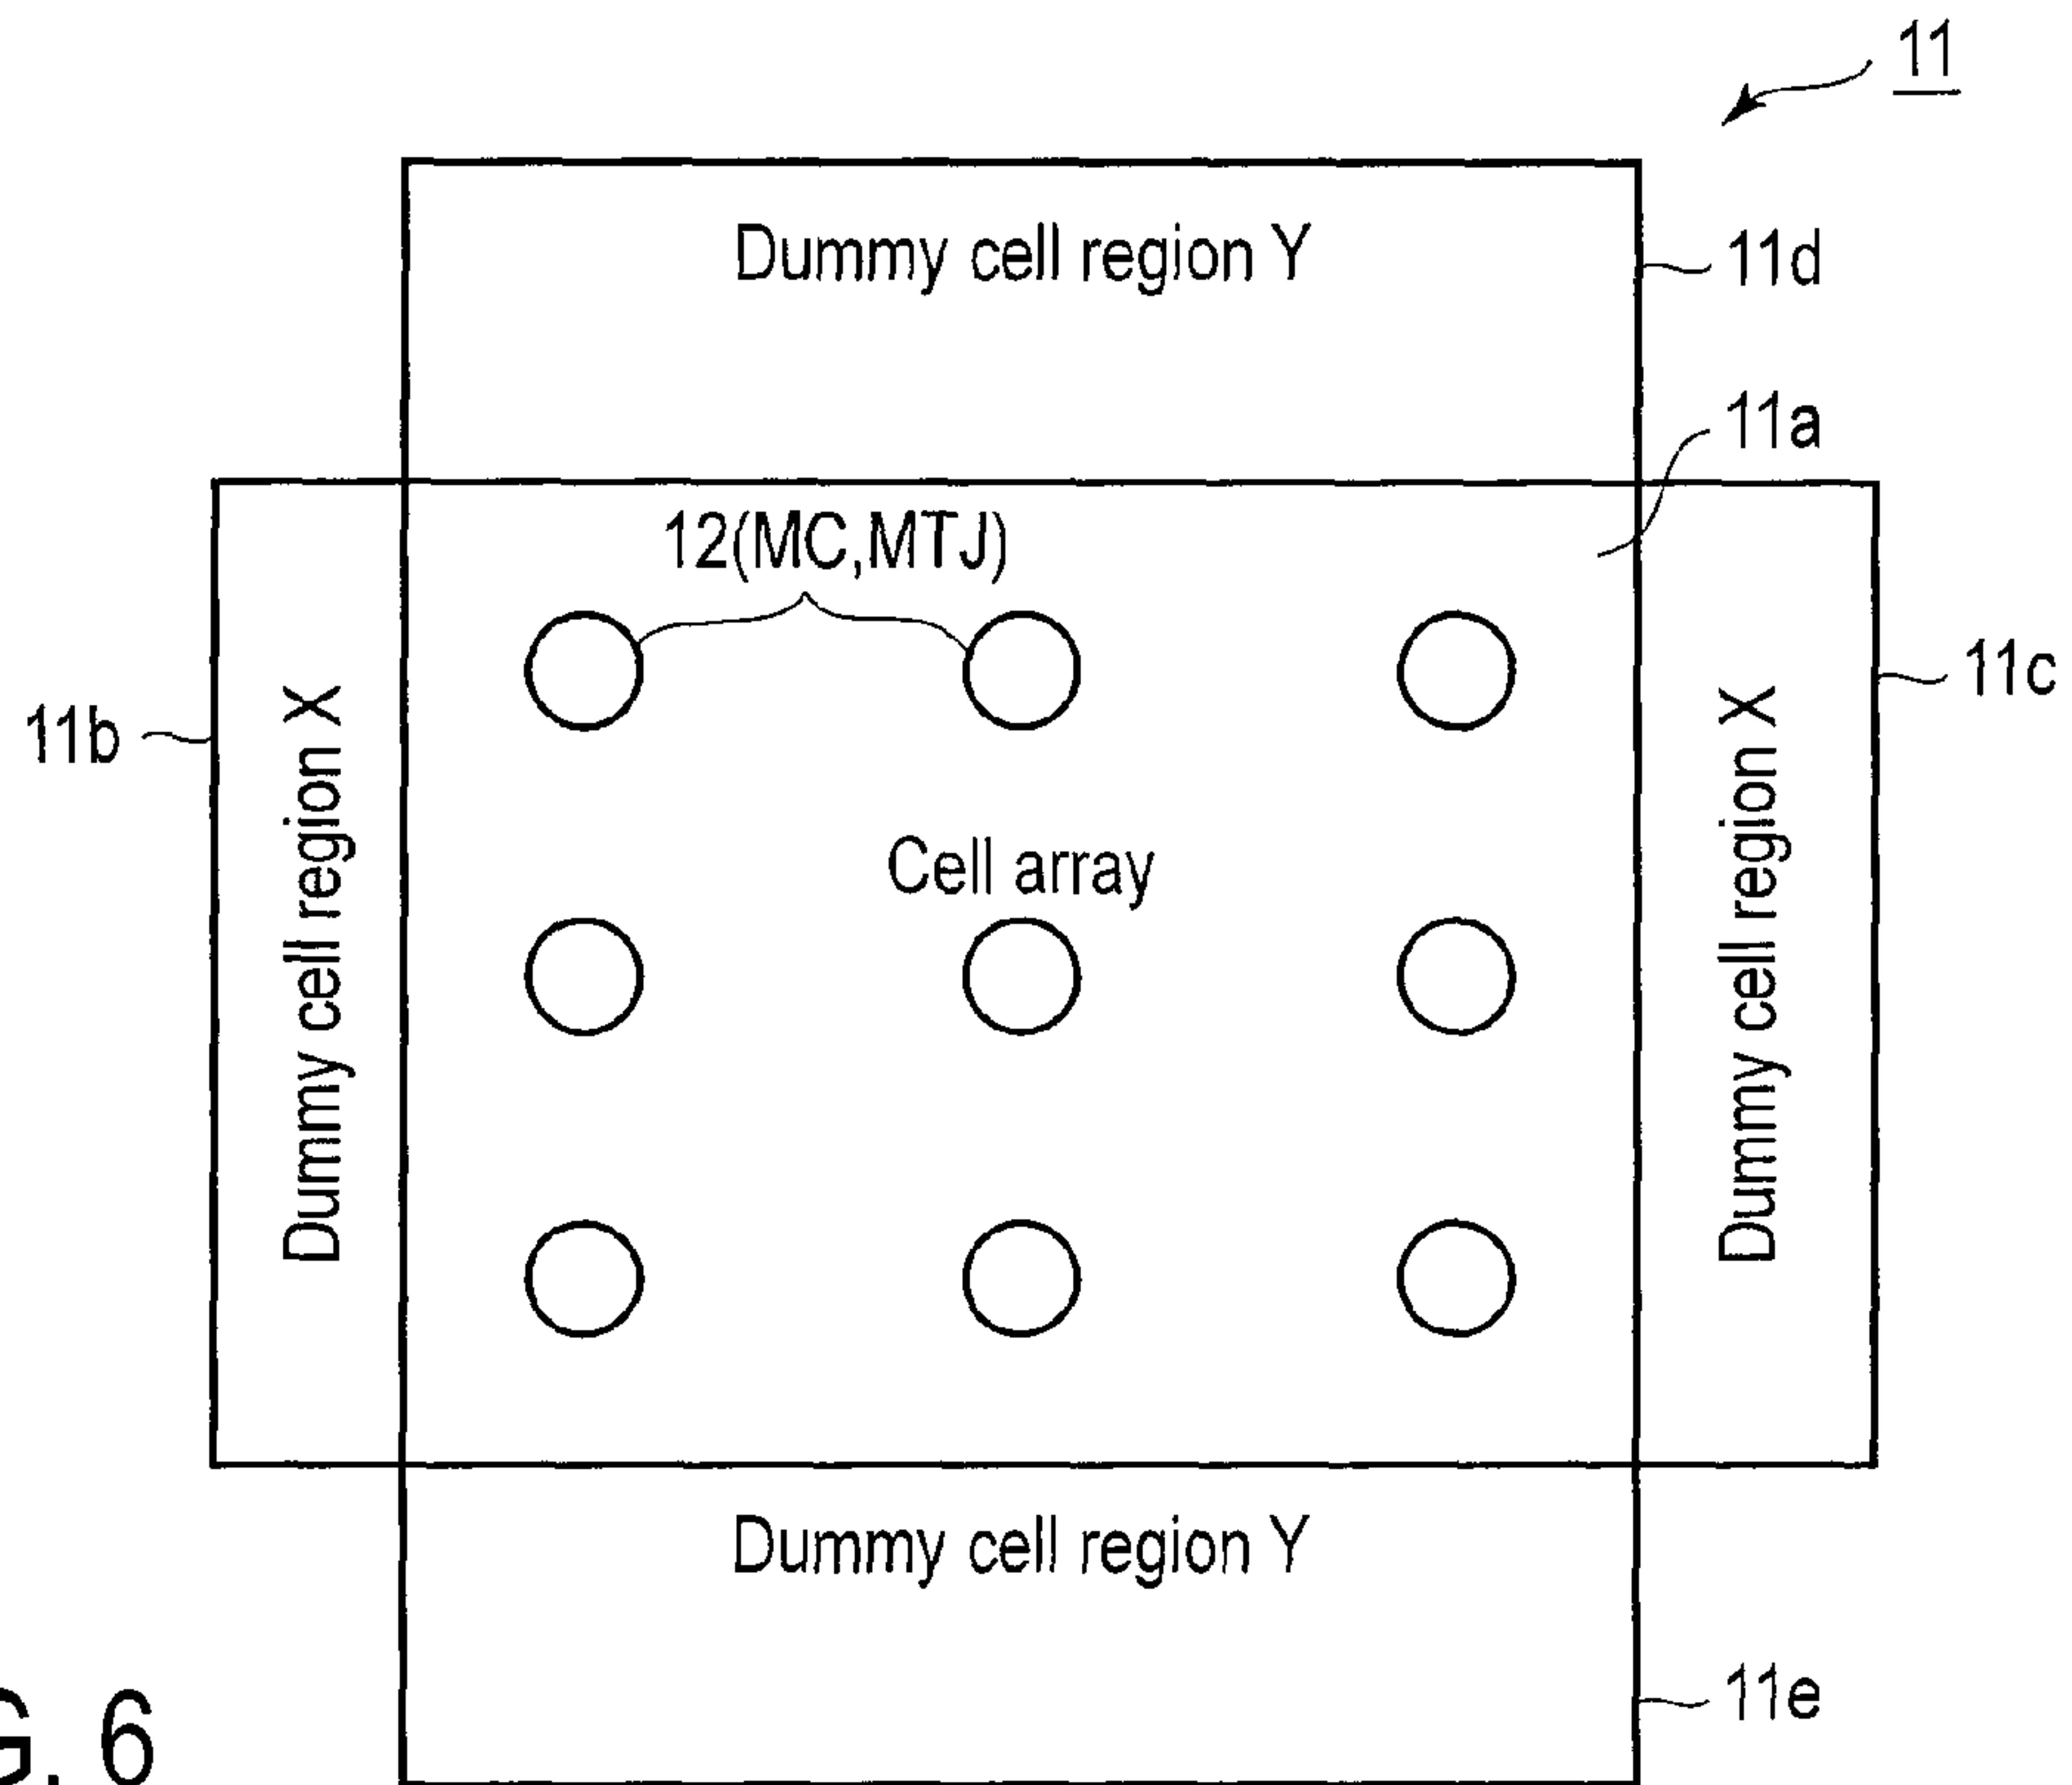 11
Dummy cell region Y
11d
11a
12(MC,MTJ)
11c
11b
Dummy cell region X
Cell array
Dummy cell region X
Dummy cell region Y
11e
G. 6